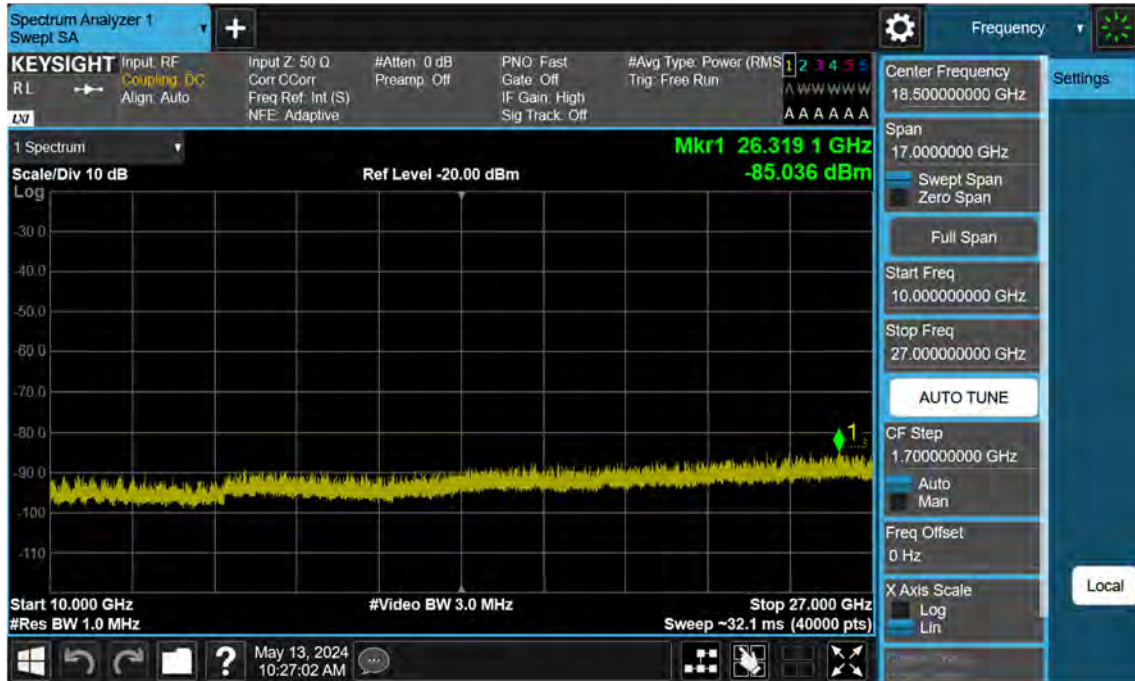 Spectrum Analyzer 1
Swept SA
Frequency
KEYSIGHT
RL
LXI
Input: RF
Coupling: DC
Align: Auto
Input Z: 50 Ω
Corr CCorr
Freq Ref: Int (S)
NFE: Adaptive
#Atten: 0 dB
Preamp: Off
PNO: Fast
Gate: Off
IF Gain: High
Sig Track: Off
#Avg Type: Power (RMS
Trig: Free Run
1 2 3 4 5 6
A W W W W W
A A A A A A
1 Spectrum
Mkr1 26.319 1 GHz
Scale/Div 10 dB
Ref Level -20.00 dBm
-85.036 dBm
Log
-30.0
-40.0
-50.0
-60.0
-70.0
-80.0
1
-90.0
-100
-110
Start 10.000 GHz
#Video BW 3.0 MHz
Stop 27.000 GHz
#Res BW 1.0 MHz
Sweep ~32.1 ms (40000 pts)
May 13, 2024
10:27:02 AM
Center Frequency
18.500000000 GHz
Settings
Span
17.0000000 GHz
Swept Span
Zero Span
Full Span
Start Freq
10.000000000 GHz
Stop Freq
27.000000000 GHz
AUTO TUNE
CF Step
1.700000000 GHz
Auto
Man
Freq Offset
0 Hz
X Axis Scale
Log
Lin
Local